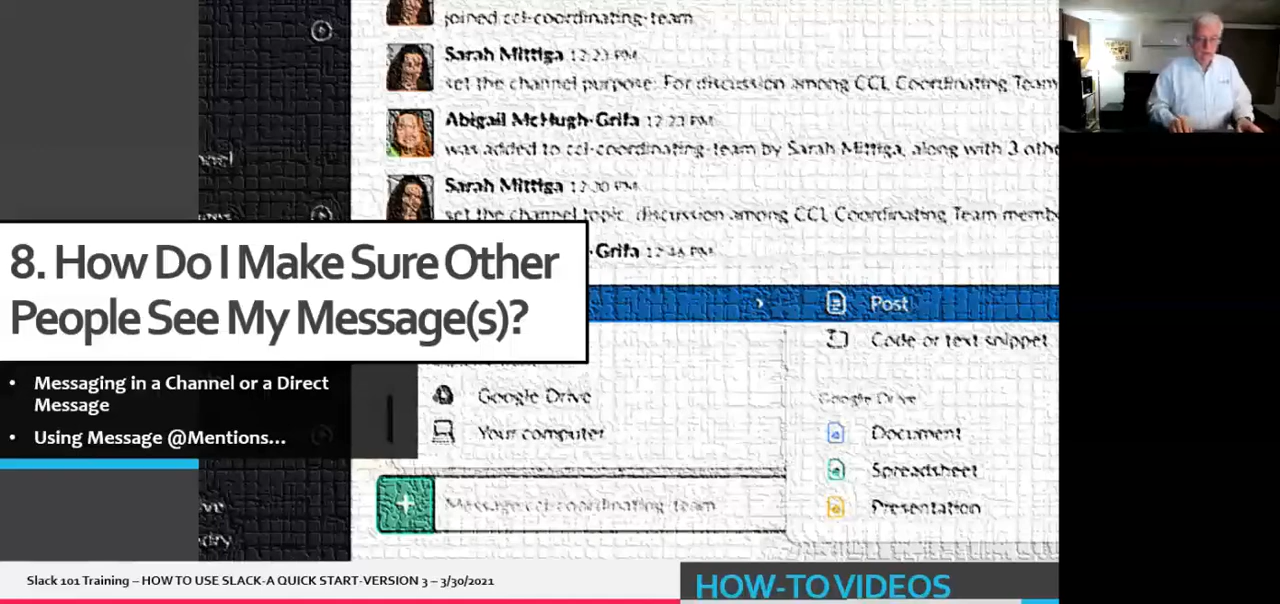 joined ccl-coordinating-team
Sarah Mittiga 12:23 PM
set the channel purpose: For discussion among CCL Coordinating Team
Abigail McHugh-Grifa 12:23 PM
was added to ccl-coordinating-team by Sarah Mittiga, along with 3 othe
Sarah Mittiga
set the channel topic: discussion among CCL Coordinating Team membe
-Grifa
8. How Do I Make Sure Other
People See My Message(s)?
Post
Code or text snippet
• Messaging in a Channel or a Direct
Message
• Using Message @Mentions...
Google Drive
Your computer
Google Drive
Document
Spreadsheet
Presentation
Message ccl-coordinating-team
Slack 101 Training – HOW TO USE SLACK-A QUICK START-VERSION 3 – 3/30/2021
HOW-TO VIDEOS